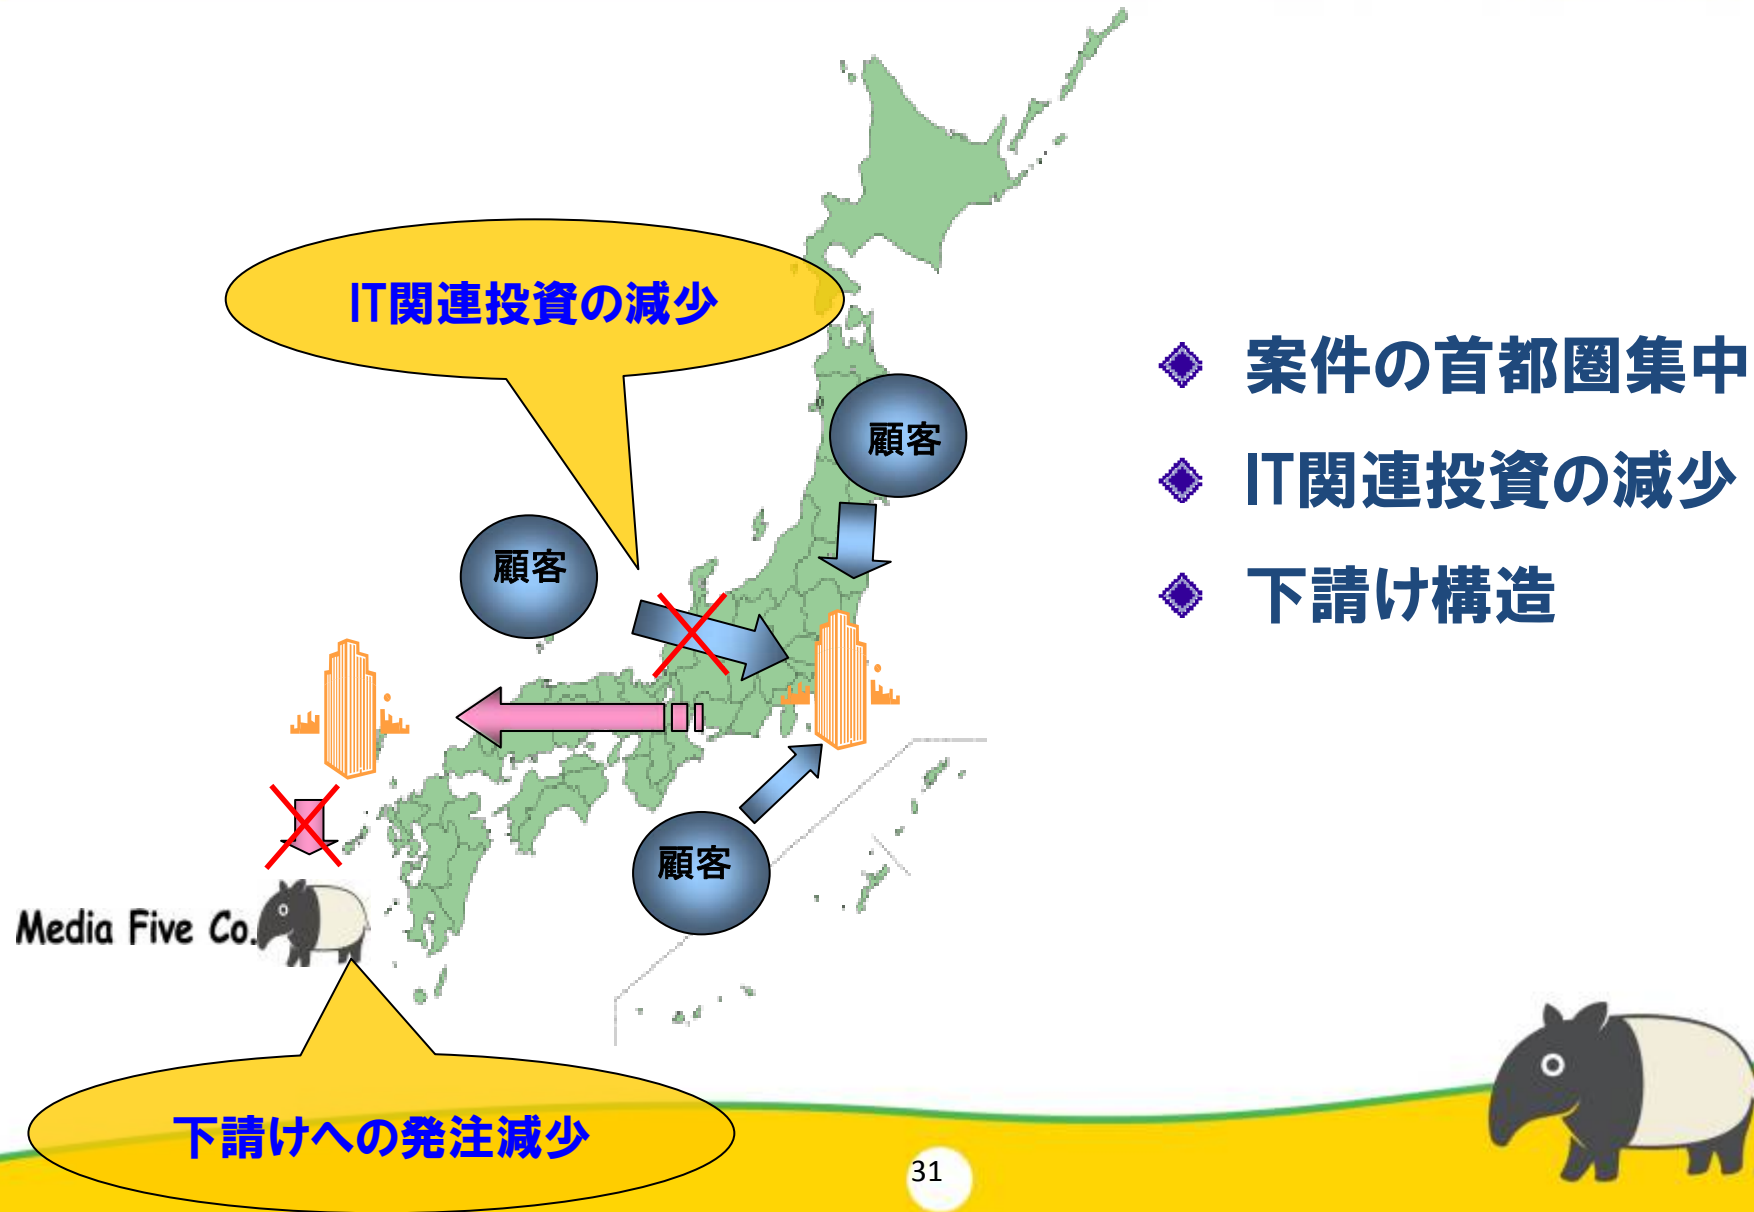 IT関連投資の減少
顧客
顧客
顧客
Media Five Co.
下請けへの発注減少
案件の首都圏集中
IT関連投資の減少
下請け構造
31